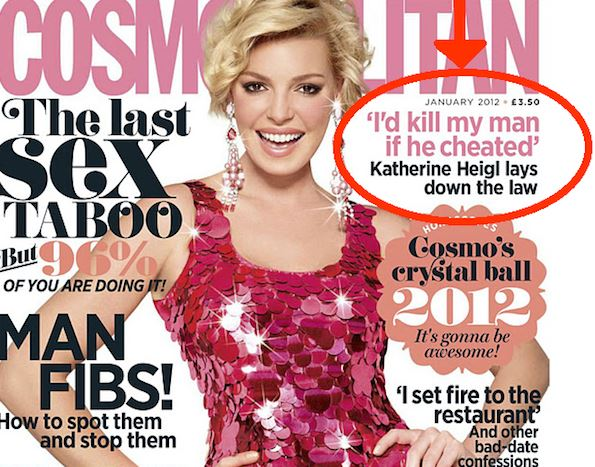 COSMOPOLITAN
JANUARY 2012 • £3.50
'I'd kill my man
if he cheated'
Katherine Heigl lays
down the law
The last
sex
TABOO
But 96%
OF YOU ARE DOING IT!
Cosmo's
crystal ball
2012
It's gonna be
awesome!
MAN
FIBS!
How to spot them
and stop them
'I set fire to the
restaurant'
And other
bad-date
confessions